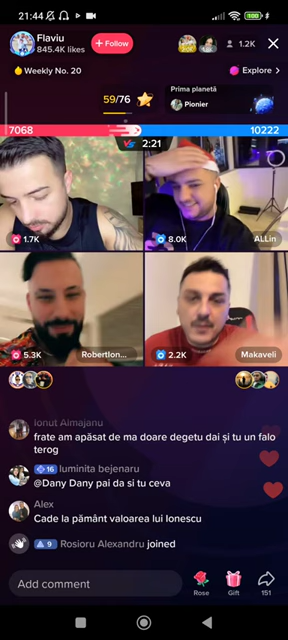 21:44
Flaviu
845.4K likes
+ Follow
1.2K
Weekly No. 20
Explore >
59/76
Prima planetă
Pionier
7068
10222
2:21
1.7K
8.0K
ALLin
5.3K
RobertIon...
2.2K
Makaveli
Ionut Almajanu
frate am apăsat de ma doare degetu dai și tu un falo
terog
16 luminita bejenaru
@Dany Dany pai da si tu ceva
Alex
Cade la pământ valoarea lui Ionescu
9 Rosioru Alexandru joined
Add comment
Rose
Gift
151